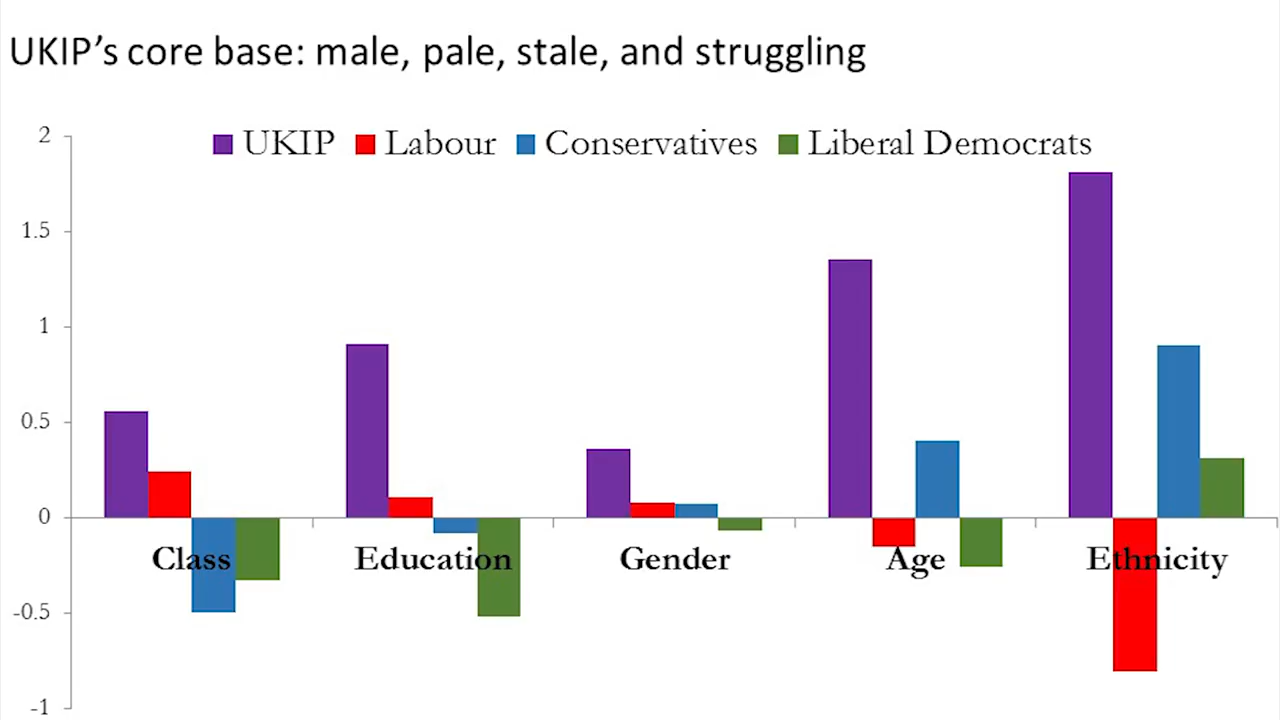 UKIP’s core base: male, pale, stale, and struggling
UKIP Labour Conservatives Liberal Democrats
2
1.5
1
0.5
0
-0.5
-1
Class Education Gender Age Ethnicity